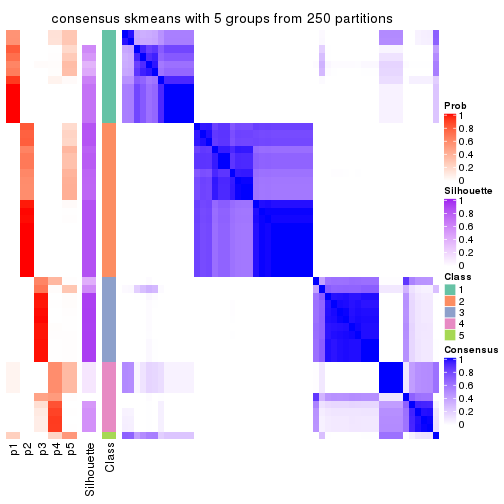 consensus skmeans with 5 groups from 250 partitions
Prob
1
0.8
0.6
0.4
0.2
0
Silhouette
1
0.8
0.6
0.4
0.2
0
Class
1
2
3
4
5
Consensus
1
0.8
0.6
0.4
0.2
0
p1
p2
p3
p4
p5
Silhouette
Class